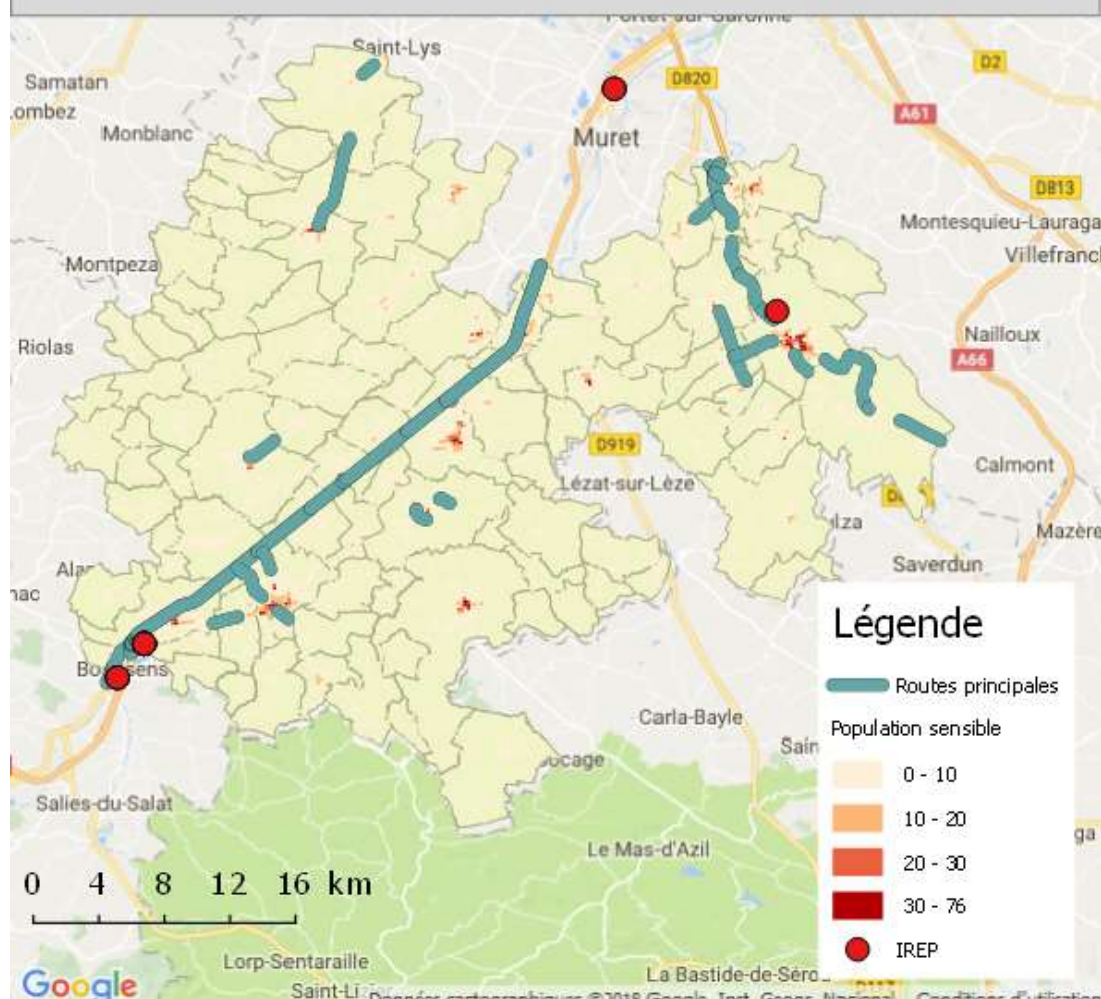 Saint-Lys
Samatan
ombez
Monblanc
Muret
D820
D2
A61
D813
Montesquieu-Lauraga
Villefranc
Montpeza
Riolas
Nailloux
A66
D919
Lézat-sur-Lèze
Calmont
Mazère
Saverdun
Carla-Bayle
Salies-du-Salat
Le Mas-d'Azil
0 4 8 12 16 km
Lorp-Sentaraille
La Bastide-de-Sérou
Google
Légende
Routes principales
Population sensible
0 - 10
10 - 20
20 - 30
30 - 76
IREP